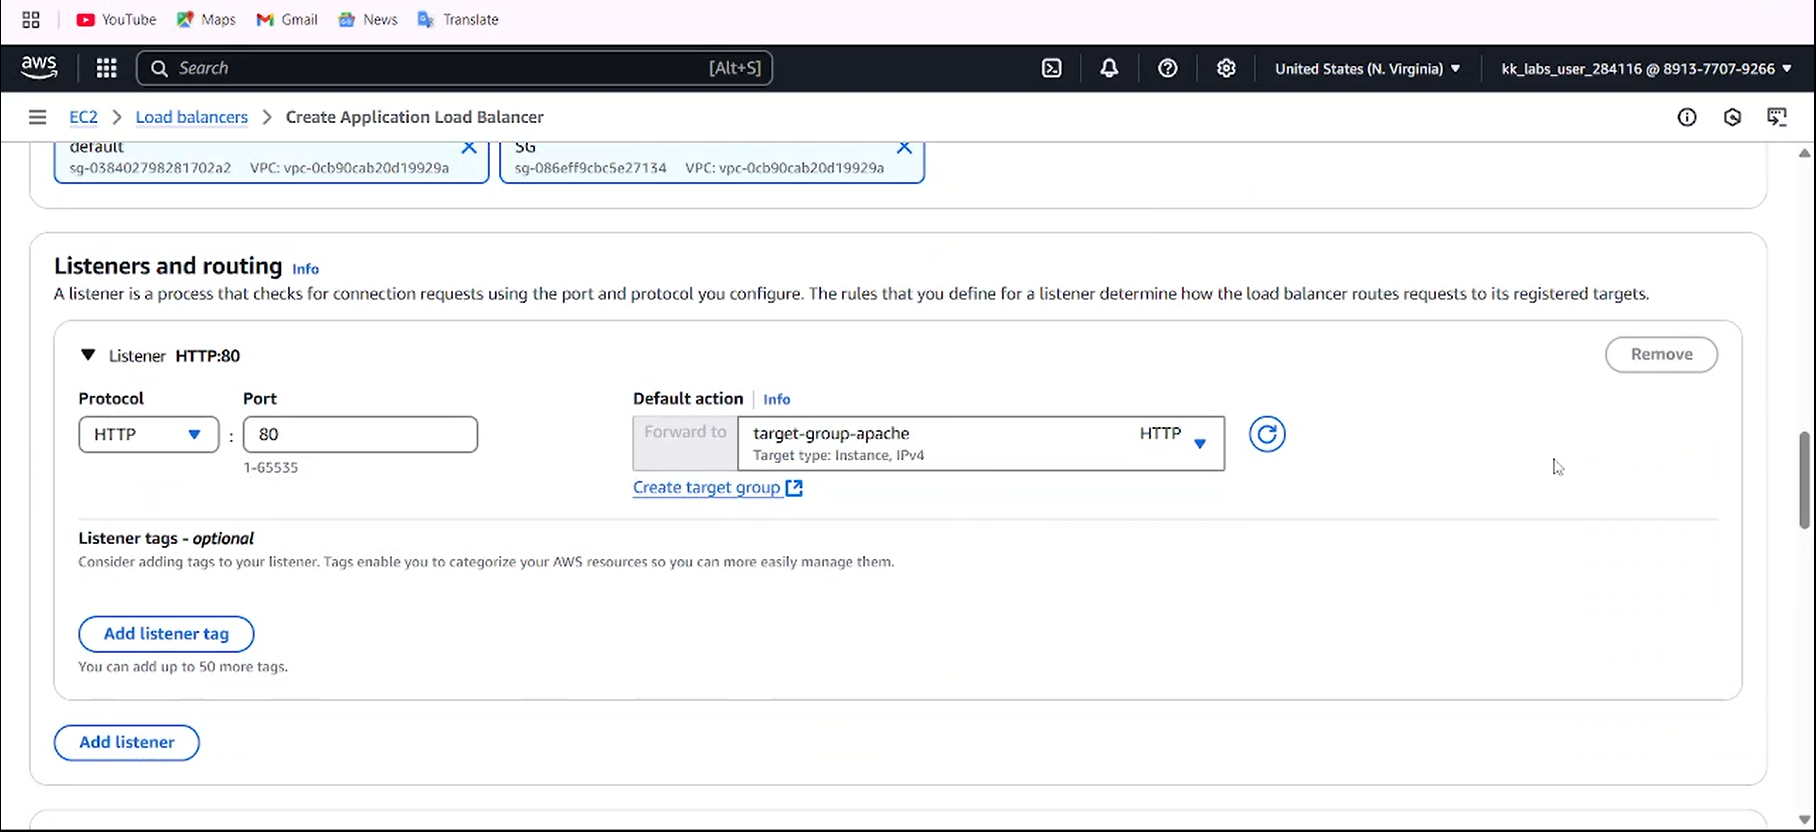 YouTube Maps Gmail News Translate
aws Search [Alt+S] United States (N. Virginia) kk_labs_user_284116 @ 8913-7707-9266
EC2 Load balancers Create Application Load Balancer
default SG
sg-038402798281702a2 VPC: vpc-0cb90cab20d19929a sg-086eff9cbc5e27134 VPC: vpc-0cb90cab20d19929a
Listeners and routing Info
A listener is a process that checks for connection requests using the port and protocol you configure. The rules that you define for a listener determine how the load balancer routes requests to its registered targets.
Listener HTTP:80 Remove
Protocol Port Default action Info
HTTP : 80 Forward to target-group-apache HTTP
Target type: Instance, IPv4
1-65535
Create target group
Listener tags - optional
Consider adding tags to your listener. Tags enable you to categorize your AWS resources so you can more easily manage them.
Add listener tag
You can add up to 50 more tags.
Add listener